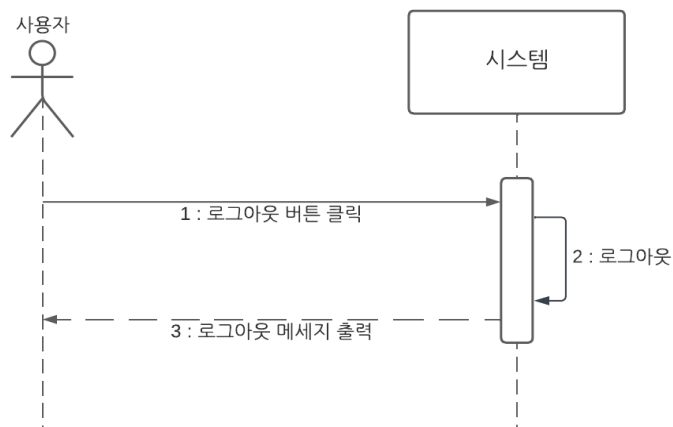 사용자
시스템
1 : 로그아웃 버튼 클릭
2 : 로그아웃
3 : 로그아웃 메세지 출력